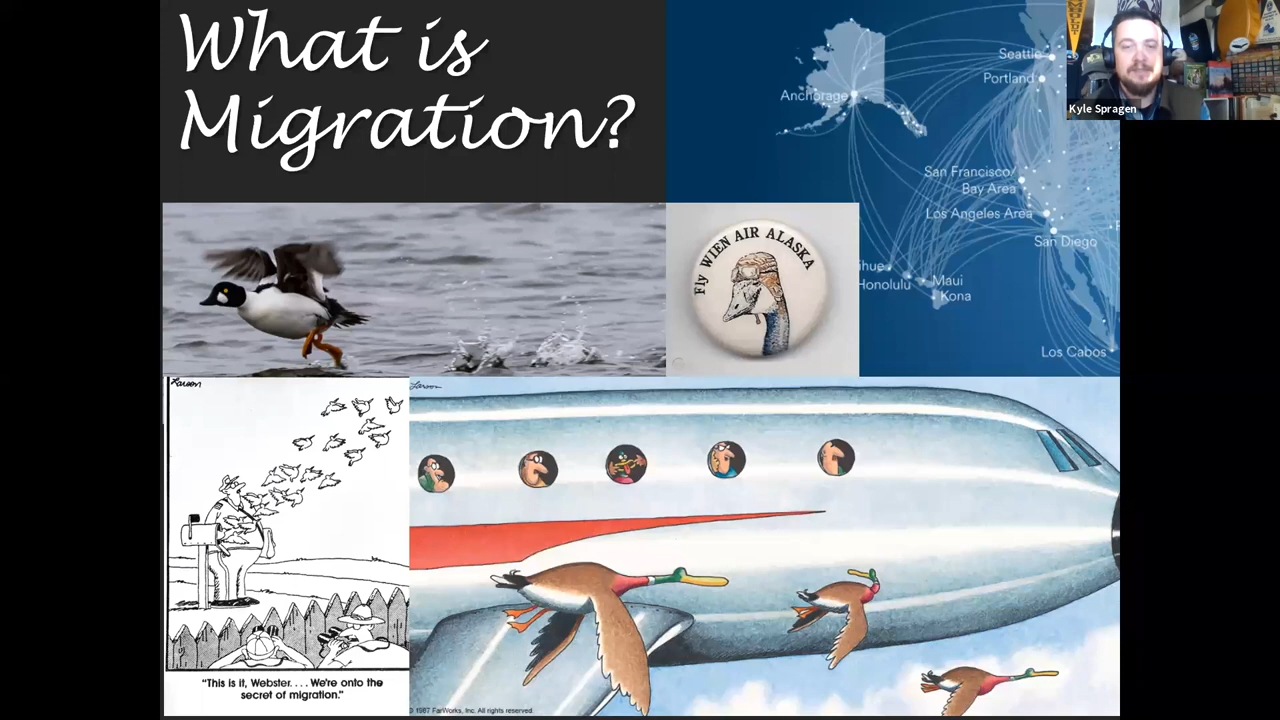 What is
Migration?
Anchorage
Seattle
Portland
San Francisco/
Bay Area
Los Angeles Area
San Diego
ihue
Honolulu
Maui
Kona
Los Cabos
Kyle Spragen
Fly WIEN AIR ALASKA
Larson
Larson
"This is it, Webster.... We're onto the
secret of migration."
© 1987 FarWorks, Inc. All rights reserved.